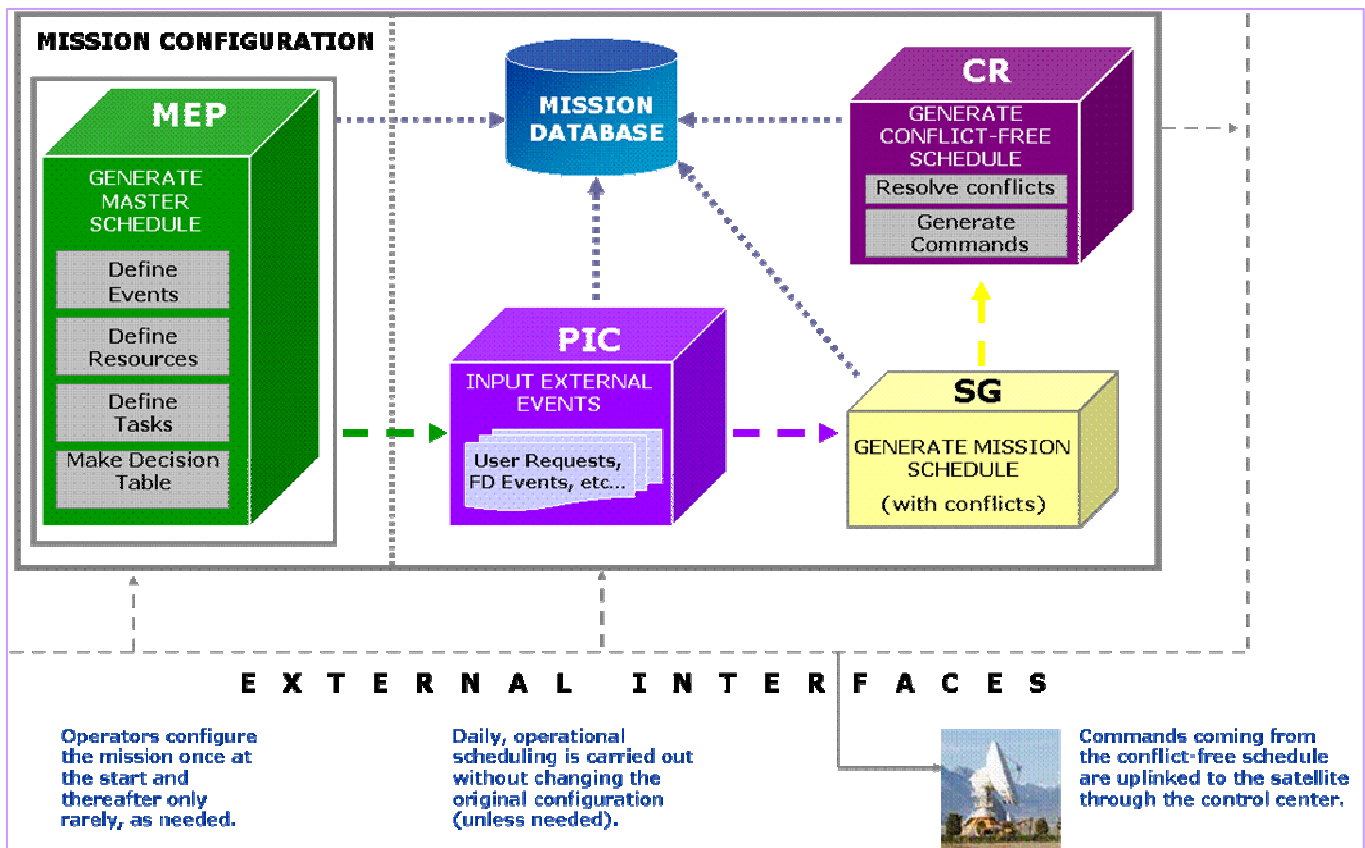 MISSION CONFIGURATION
MEP
GENERATE
MASTER
SCHEDULE
Define
Events
Define
Resources
Define
Tasks
Make Decision
Table
MISSION
DATABASE
CR
GENERATE
CONFLICT-FREE
SCHEDULE
Resolve conflicts
Generate
Commands
PIC
INPUT EXTERNAL
EVENTS
User Requests,
FD Events, etc...
SG
GENERATE MISSION
SCHEDULE
(with conflicts)
EXTERNAL INTERFACES
Operators configure
the mission once at
the start and
thereafter only
rarely, as needed.
Daily, operational
scheduling is carried out
without changing the
original configuration
(unless needed).
Commands coming from
the conflict-free schedule
are uplinked to the satellite
through the control center.